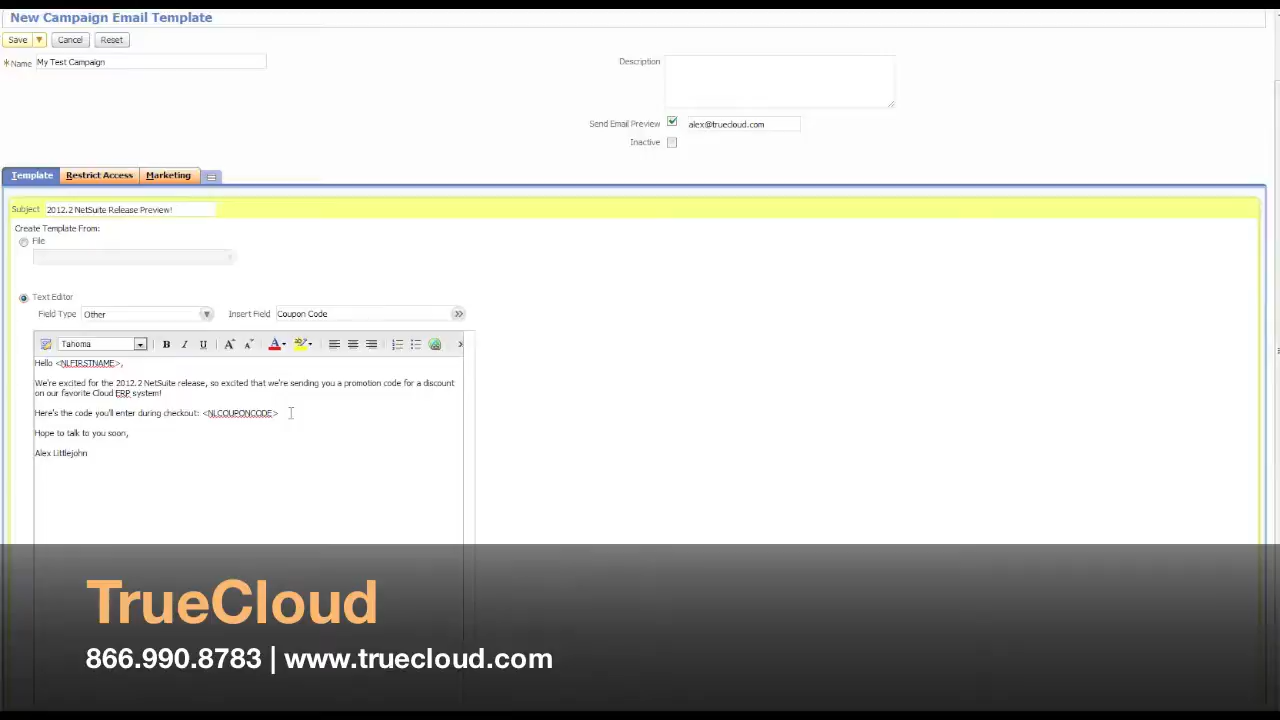 New Campaign Email Template
Save Cancel Reset
Name My Test Campaign
Description
Send Email Preview alex@truecloud.com
Inactive
Template Restrict Access Marketing
Subject 2012.2 NetSuite Release Preview!
Create Template From:
File
Text Editor
Field Type Other Insert Field Coupon Code
Tahoma B I U A A A ab
Hello <NLFIRSTNAME>,
We're excited for the 2012.2 NetSuite release, so excited that we're sending you a promotion code for a discount
on our favorite Cloud ERP system!
Here's the code you'll enter during checkout: <NLCOUPONCODE>
Hope to talk to you soon,
Alex Littlejohn
TrueCloud
866.990.8783 | www.truecloud.com